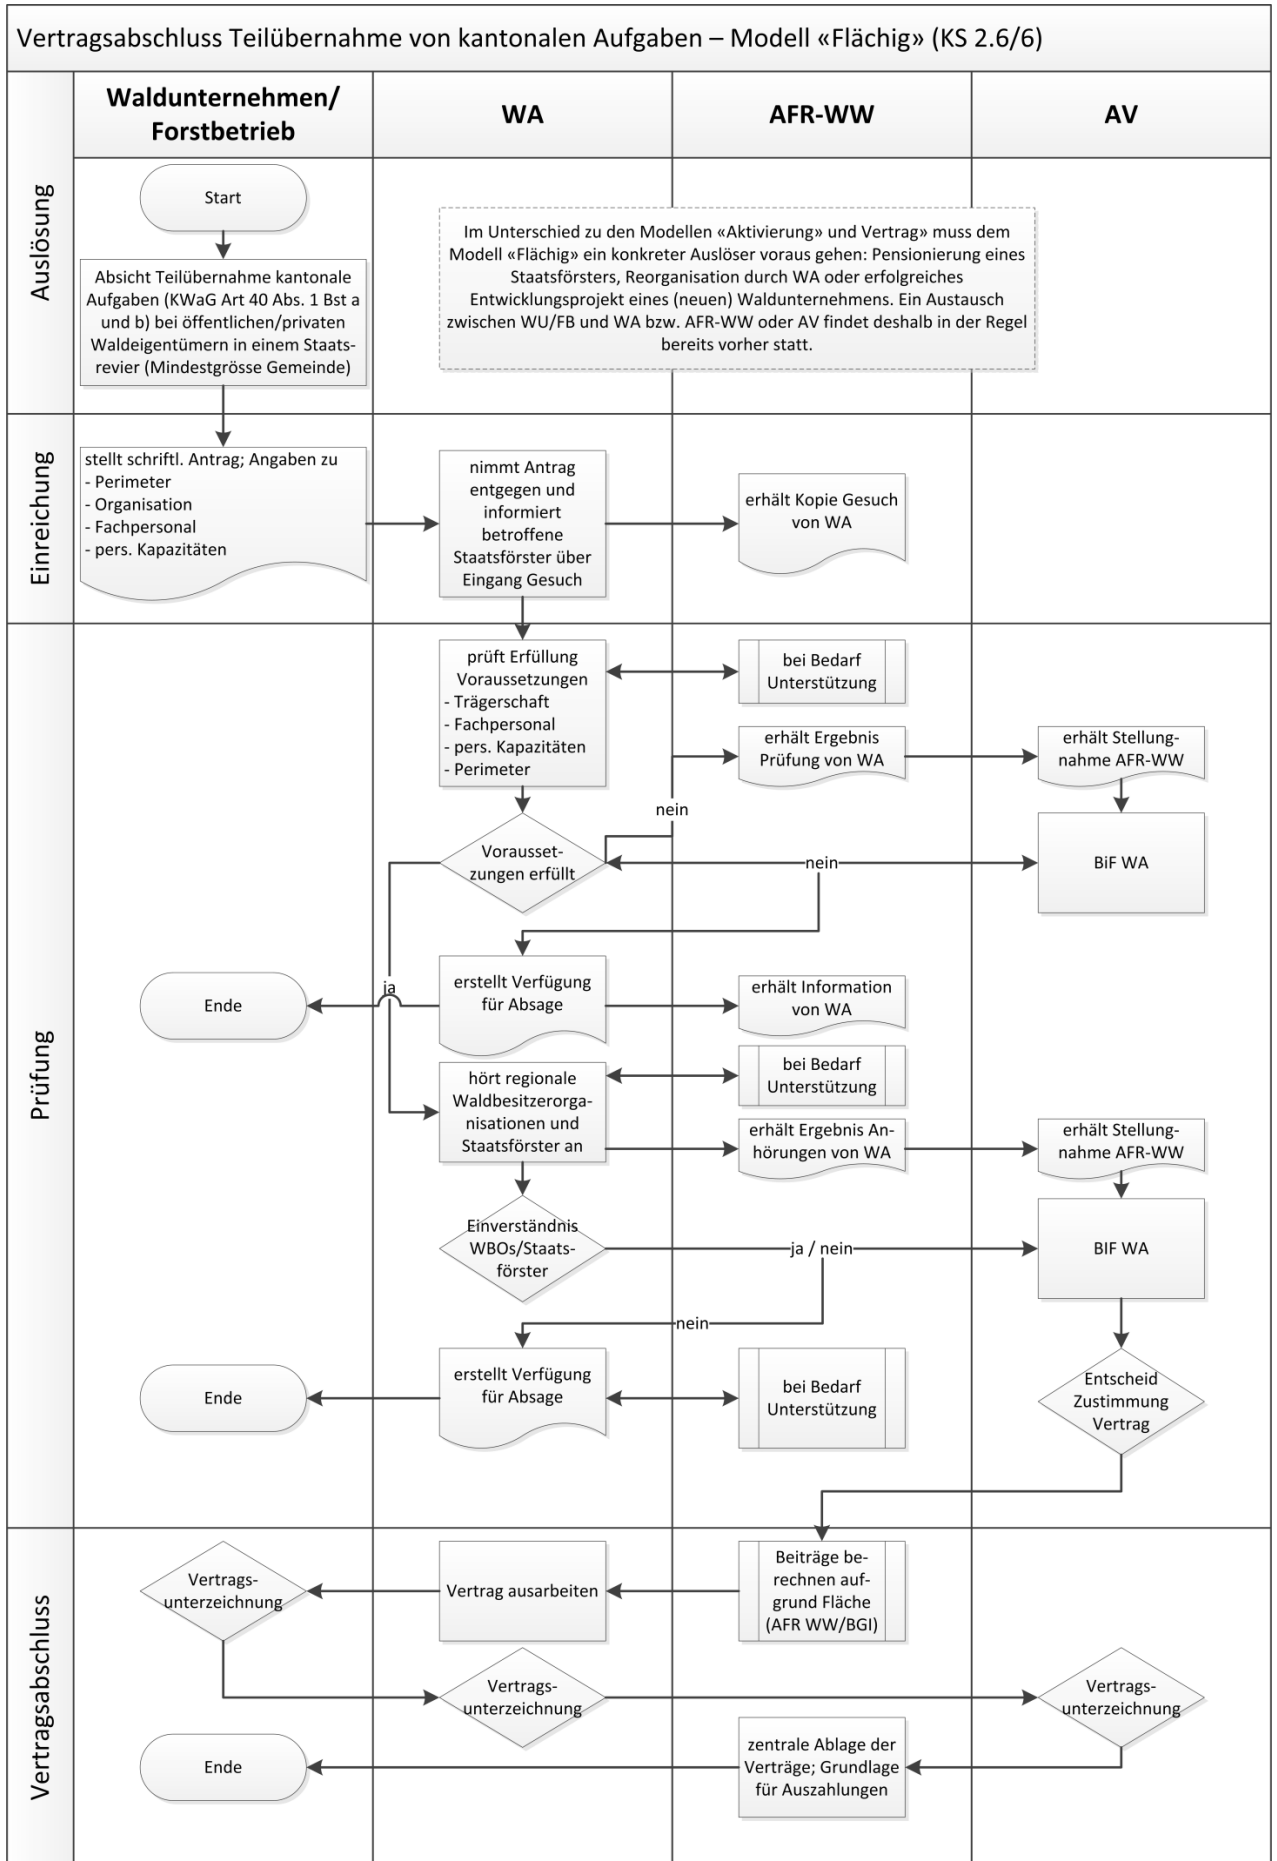 Vertragsabschluss Teilübernahme von kantonalen Aufgaben – Modell «Flächig» (KS 2.6/6)
Waldunternehmen/
Forstbetrieb
WA
AFR-WW
AV
Auslösung
Start
Absicht Teilübernahme kantonale
Aufgaben (KWaG Art 40 Abs. 1 Bst a
und b) bei öffentlichen/privaten
Waldeigentümern in einem Staats-
revier (Mindestgrösse Gemeinde)
Im Unterschied zu den Modellen «Aktivierung» und Vertrag» muss dem
Modell «Flächig» ein konkreter Auslöser voraus gehen: Pensionierung eines
Staatsförsters, Reorganisation durch WA oder erfolgreiches
Entwicklungsprojekt eines (neuen) Waldunternehmens. Ein Austausch
zwischen WU/FB und WA bzw. AFR-WW oder AV findet deshalb in der Regel
bereits vorher statt.
Einreichung
stellt schriftl. Antrag; Angaben zu
- Perimeter
- Organisation
- Fachpersonal
- pers. Kapazitäten
nimmt Antrag
entgegen und
informiert
betroffene
Staatsförster über
Eingang Gesuch
erhält Kopie Gesuch
von WA
Prüfung
prüft Erfüllung
Voraussetzungen
- Trägerschaft
- Fachpersonal
- pers. Kapazitäten
- Perimeter
bei Bedarf
Unterstützung
erhält Ergebnis
Prüfung von WA
erhält Stellung-
nahme AFR-WW
nein
Vorausset-
zungen erfüllt
nein
BiF WA
ja
Ende
erstellt Verfügung
für Absage
erhält Information
von WA
hört regionale
Waldbesitzerorga-
nisationen und
Staatsförster an
bei Bedarf
Unterstützung
erhält Ergebnis An-
hörungen von WA
erhält Stellung-
nahme AFR-WW
Einverständnis
WBOs/Staats-
förster
ja / nein
BIF WA
nein
Ende
erstellt Verfügung
für Absage
bei Bedarf
Unterstützung
Entscheid
Zustimmung
Vertrag
Vertragsabschluss
Vertrags-
unterzeichnung
Vertrag ausarbeiten
Beiträge be-
rechnen auf-
grund Fläche
(AFR WW/BGI)
Vertrags-
unterzeichnung
Vertrags-
unterzeichnung
Ende
zentrale Ablage der
Verträge; Grundlage
für Auszahlungen